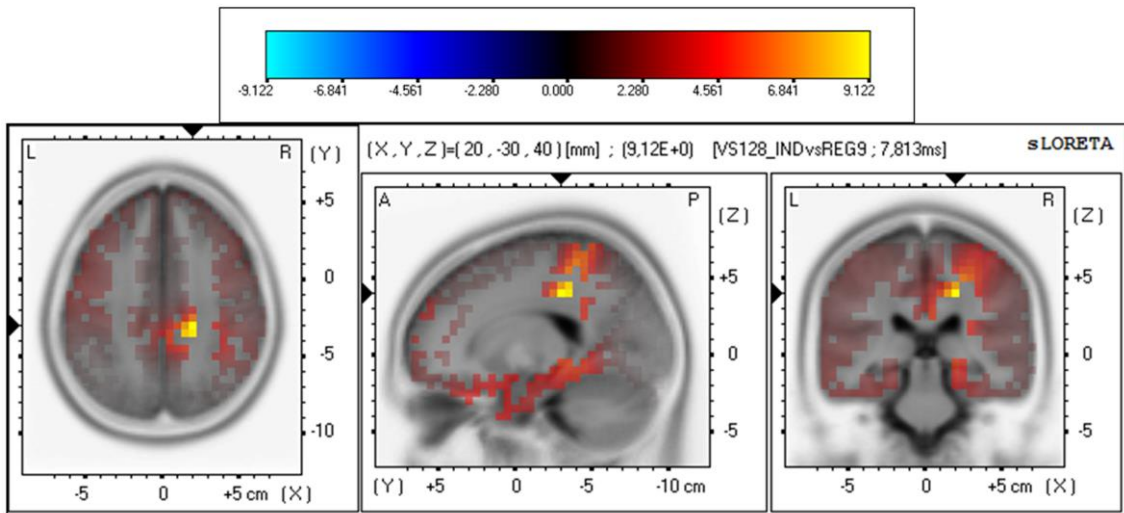 -9.122 -6.841 -4.561 -2.280 0.000 2.280 4.561 6.841 9.122
(X, Y, Z)=( 20 , -30 , 40 ) [mm] ; (9,12E+0) [VS128_INDvsREG9 ; 7,813ms] sLORETA
L R (Y)
+5
0
-5
-10
-5 0 +5 cm (X)
A P (Z)
+5
0
-5
(Y) +5 0 -5 -10 cm
L R (Z)
+5
0
-5
-5 0 +5 cm (X)